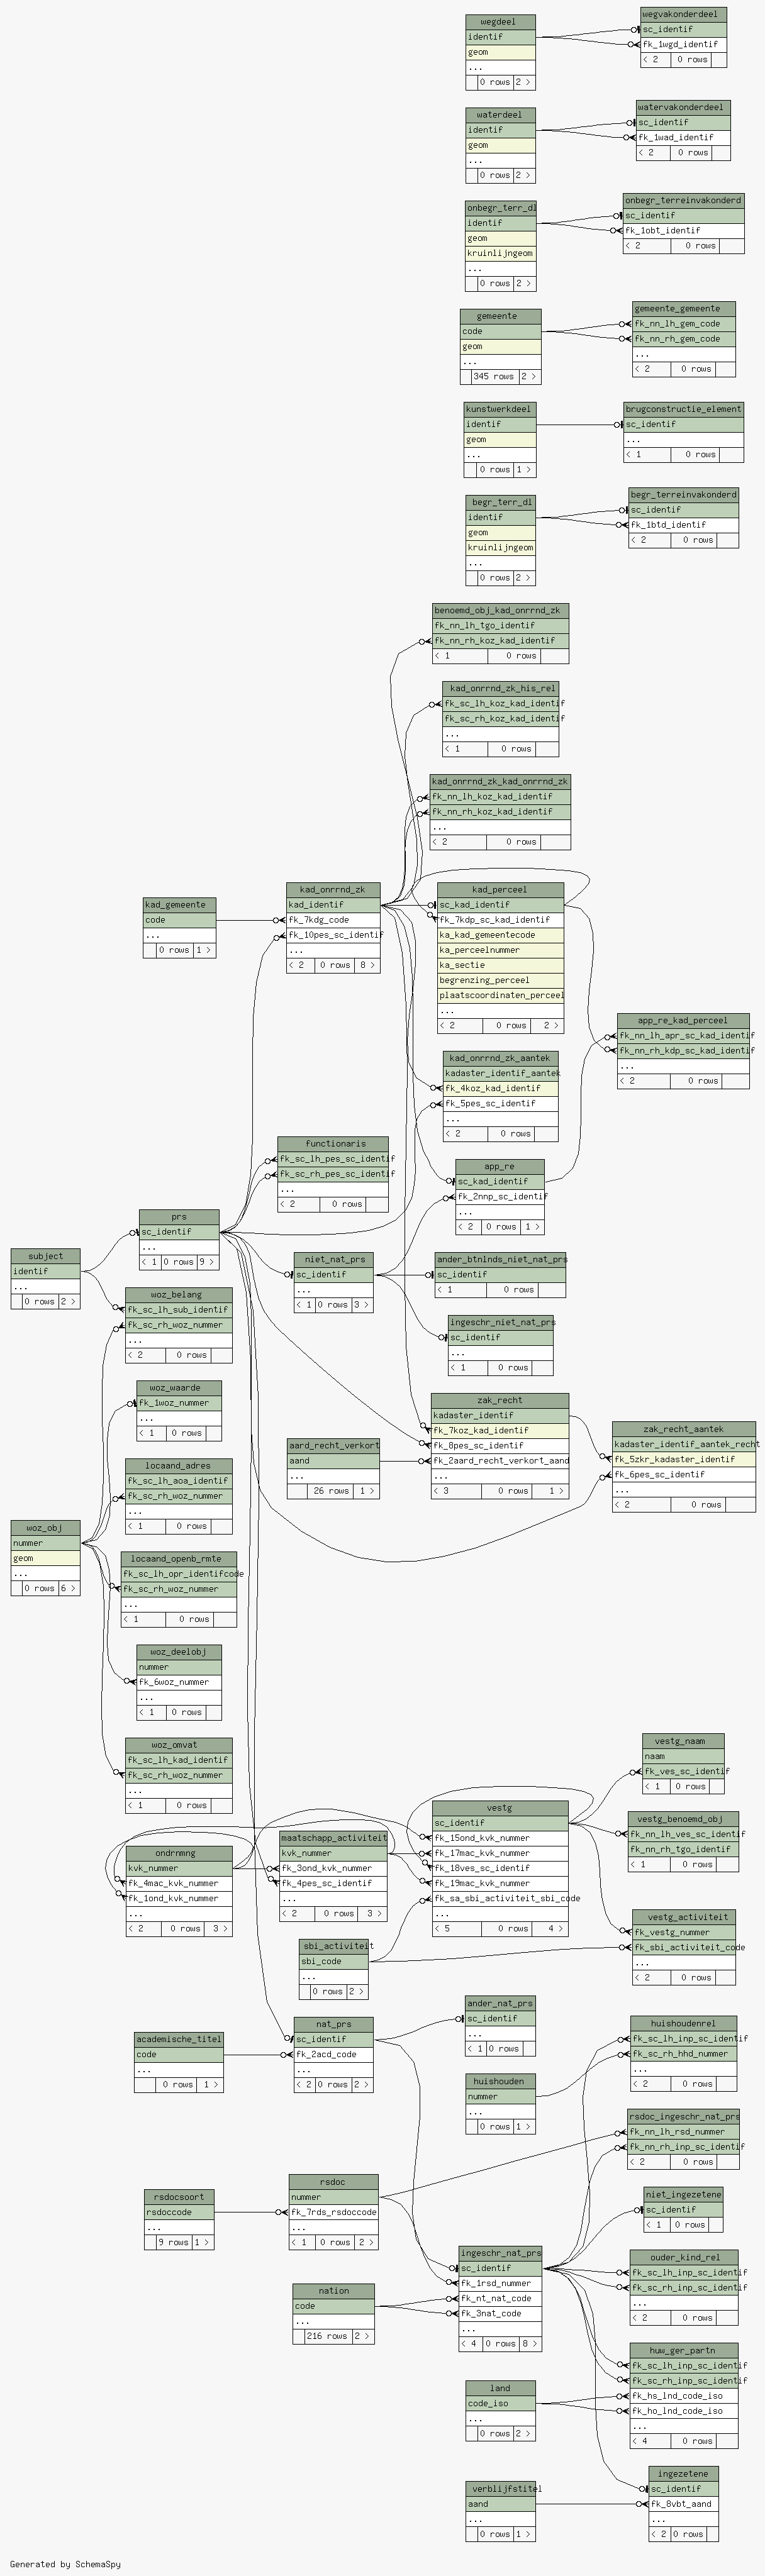 wegdeel
identif
geom
...
0 rows 2 >
wegvakonderdeel
sc_identif
fk_1wgd_identif
< 2 0 rows
waterdeel
identif
geom
...
0 rows 2 >
watervakonderdeel
sc_identif
fk_1wad_identif
< 2 0 rows
onbegr_terr_dl
identif
geom
kruinlijngeom
...
0 rows 2 >
onbegr_terreinvakonderd
sc_identif
fk_1obt_identif
< 2 0 rows
gemeente
code
geom
...
345 rows 2 >
gemeente_gemeente
fk_nn_lh_gem_code
fk_nn_rh_gem_code
...
< 2 0 rows
kunstwerkdeel
identif
geom
...
0 rows 1 >
brugconstructie_element
sc_identif
...
< 1 0 rows
begr_terr_dl
identif
geom
kruinlijngeom
...
0 rows 2 >
begr_terreinvakonderd
sc_identif
fk_1btd_identif
< 2 0 rows
benoemd_obj_kad_onrrnd_zk
fk_nn_lh_tgo_identif
fk_nn_rh_koz_kad_identif
< 1 0 rows
kad_onrrnd_zk_his_rel
fk_sc_lh_koz_kad_identif
fk_sc_rh_koz_kad_identif
...
< 1 0 rows
kad_onrrnd_zk_kad_onrrnd_zk
fk_nn_lh_koz_kad_identif
fk_nn_rh_koz_kad_identif
...
< 2 0 rows
kad_gemeente
code
...
0 rows 1 >
kad_onrrnd_zk
kad_identif
fk_7kdg_code
fk_10pes_sc_identif
...
< 2 0 rows 8 >
kad_perceel
sc_kad_identif
fk_7kdp_sc_kad_identif
ka_kad_gemeentecode
ka_perceelnummer
ka_sectie
begrenzing_perceel
plaatscoordinaten_perceel
...
< 2 0 rows 2 >
app_re_kad_perceel
fk_nn_lh_apr_sc_kad_identif
fk_nn_rh_kdp_sc_kad_identif
...
< 2 0 rows
kad_onrrnd_zk_aantek
kadaster_identif_aantek
fk_4koz_kad_identif
fk_5pes_sc_identif
...
< 2 0 rows
functionaris
fk_sc_lh_pes_sc_identif
fk_sc_rh_pes_sc_identif
...
< 2 0 rows
app_re
sc_kad_identif
fk_2nnp_sc_identif
...
< 2 0 rows 1 >
prs
sc_identif
...
< 1 0 rows 9 >
subject
identif
...
0 rows 2 >
niet_nat_prs
sc_identif
...
< 1 0 rows 3 >
ander_btnlnds_niet_nat_prs
sc_identif
< 1 0 rows
woz_belang
fk_sc_lh_sub_identif
fk_sc_rh_woz_nummer
...
< 2 0 rows
ingeschr_niet_nat_prs
sc_identif
...
< 1 0 rows
woz_waarde
fk_1woz_nummer
...
< 1 0 rows
zak_recht
kadaster_identif
fk_7koz_kad_identif
fk_8pes_sc_identif
fk_2aard_recht_verkort_aand
...
< 3 0 rows 1 >
aard_recht_verkort
aand
...
26 rows 1 >
zak_recht_aantek
kadaster_identif_aantek_recht
fk_5zkr_kadaster_identif
fk_6pes_sc_identif
...
< 2 0 rows
locaand_adres
fk_sc_lh_aoa_identif
fk_sc_rh_woz_nummer
...
< 1 0 rows
woz_obj
nummer
geom
...
0 rows 6 >
locaand_openb_rmte
fk_sc_lh_opr_identifcode
fk_sc_rh_woz_nummer
...
< 1 0 rows
woz_deelobj
nummer
fk_6woz_nummer
...
< 1 0 rows
woz_omvat
fk_sc_lh_kad_identif
fk_sc_rh_woz_nummer
...
< 1 0 rows
vestg_naam
naam
fk_ves_sc_identif
< 1 0 rows
ondrrmng
kvk_nummer
fk_4mac_kvk_nummer
fk_1ond_kvk_nummer
...
< 2 0 rows 3 >
maatschapp_activiteit
kvk_nummer
fk_3ond_kvk_nummer
fk_4pes_sc_identif
...
< 2 0 rows 3 >
vestg
sc_identif
fk_15ond_kvk_nummer
fk_17mac_kvk_nummer
fk_18ves_sc_identif
fk_19mac_kvk_nummer
fk_sa_sbi_activiteit_sbi_code
...
< 5 0 rows 4 >
vestg_benoemd_obj
fk_nn_lh_ves_sc_identif
fk_nn_rh_tgo_identif
< 1 0 rows
vestg_activiteit
fk_vestg_nummer
fk_sbi_activiteit_code
...
< 2 0 rows
sbi_activiteit
sbi_code
...
0 rows 2 >
academische_titel
code
...
0 rows 1 >
nat_prs
sc_identif
fk_2acd_code
...
< 2 0 rows 2 >
ander_nat_prs
sc_identif
...
< 1 0 rows
huishoudenrel
fk_sc_lh_inp_sc_identif
fk_sc_rh_hhd_nummer
...
< 2 0 rows
huishouden
nummer
...
0 rows 1 >
rsdoc_ingeschr_nat_prs
fk_nn_lh_rsd_nummer
fk_nn_rh_inp_sc_identif
< 2 0 rows
rsdocsoort
rsdoccode
...
9 rows 1 >
rsdoc
nummer
fk_7rds_rsdoccode
...
< 1 0 rows 2 >
niet_ingezetene
sc_identif
< 1 0 rows
ingeschr_nat_prs
sc_identif
fk_1rsd_nummer
fk_nt_nat_code
fk_3nat_code
...
< 4 0 rows 8 >
ouder_kind_rel
fk_sc_lh_inp_sc_identif
fk_sc_rh_inp_sc_identif
...
< 2 0 rows
nation
code
...
216 rows 2 >
huw_ger_partn
fk_sc_lh_inp_sc_identif
fk_sc_rh_inp_sc_identif
fk_hs_lnd_code_iso
fk_ho_lnd_code_iso
...
< 4 0 rows
land
code_iso
...
0 rows 2 >
ingezetene
sc_identif
fk_8vbt_aand
...
< 2 0 rows
verblijfstitel
aand
...
0 rows 1 >
Generated by SchemaSpy